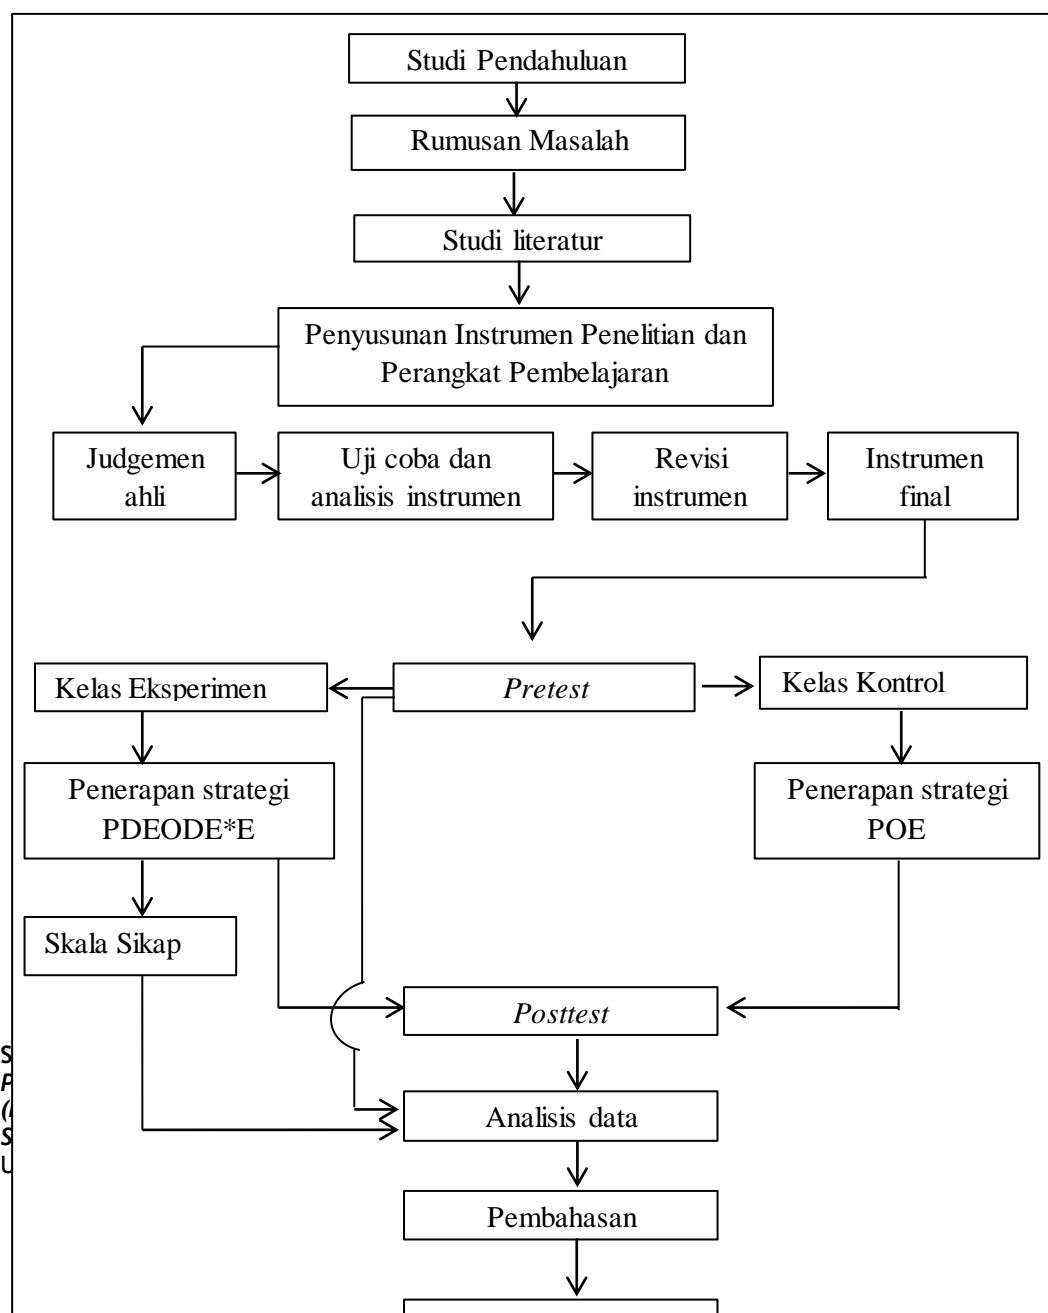 Studi Pendahuluan
Rumusan Masalah
Studi literatur
Penyusunan Instrumen Penelitian dan
Perangkat Pembelajaran
Judgemen
ahli
Uji coba dan
analisis instrumen
Revisi
instrumen
Instrumen
final
Kelas Eksperimen
Pretest
Kelas Kontrol
Penerapan strategi
PDEODE*E
Penerapan strategi
POE
Skala Sikap
Posttest
Analisis data
Pembahasan